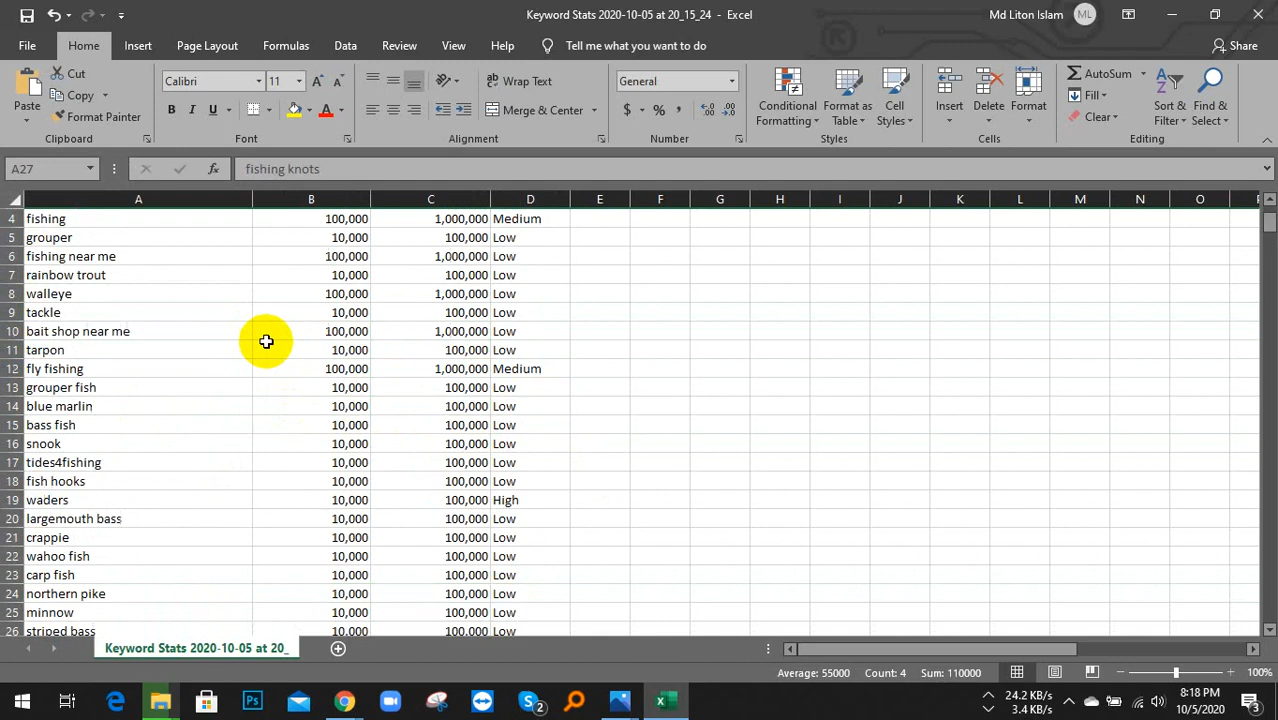 Keyword Stats 2020-10-05 at 20_15_24 - Excel
Md Liton Islam ML
File Home Insert Page Layout Formulas Data Review View Help Tell me what you want to do Share
Paste Cut Copy Format Painter Clipboard
Calibri 11 A A B I U A Font
ab Wrap Text Merge & Center Alignment
General $ % , Number
Conditional Formatting Format as Table Cell Styles Styles
Insert Delete Format Cells
AutoSum Fill Clear Sort & Filter Find & Select Editing
A27 fx fishing knots
A B C D E F G H I J K L M N O P
4 fishing 100,000 1,000,000 Medium
5 grouper 10,000 100,000 Low
6 fishing near me 100,000 1,000,000 Low
7 rainbow trout 10,000 100,000 Low
8 walleye 100,000 1,000,000 Low
9 tackle 10,000 100,000 Low
10 bait shop near me 100,000 1,000,000 Low
11 tarpon 10,000 100,000 Low
12 fly fishing 100,000 1,000,000 Medium
13 grouper fish 10,000 100,000 Low
14 blue marlin 10,000 100,000 Low
15 bass fish 10,000 100,000 Low
16 snook 10,000 100,000 Low
17 tides4fishing 10,000 100,000 Low
18 fish hooks 10,000 100,000 Low
19 waders 10,000 100,000 High
20 largemouth bass 10,000 100,000 Low
21 crappie 10,000 100,000 Low
22 wahoo fish 10,000 100,000 Low
23 carp fish 10,000 100,000 Low
24 northern pike 10,000 100,000 Low
25 minnow 10,000 100,000 Low
26 striped bass 10,000 100,000 Low
Keyword Stats 2020-10-05 at 20_
Average: 55000 Count: 4 Sum: 110000 100%
24.2 KB/s 8:18 PM
3.4 KB/s 10/5/2020